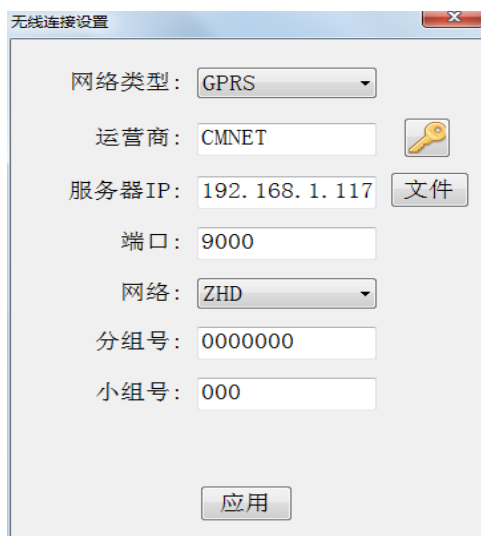 无线连接设置
网络类型: GPRS
运营商: CMNET
服务器IP: 192.168.1.117 文件
端口: 9000
网络: ZHD
分组号: 0000000
小组号: 000
应用